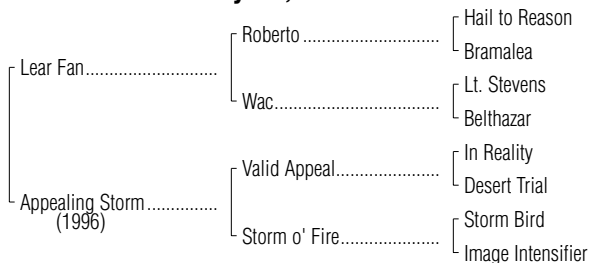 Hail to Reason
Roberto
Bramalea
Lear Fan
Lt. Stevens
Wac
Belthazar
In Reality
Valid Appeal
Desert Trial
Appealing Storm
(1996)
Storm Bird
Storm o' Fire
Image Intensifier